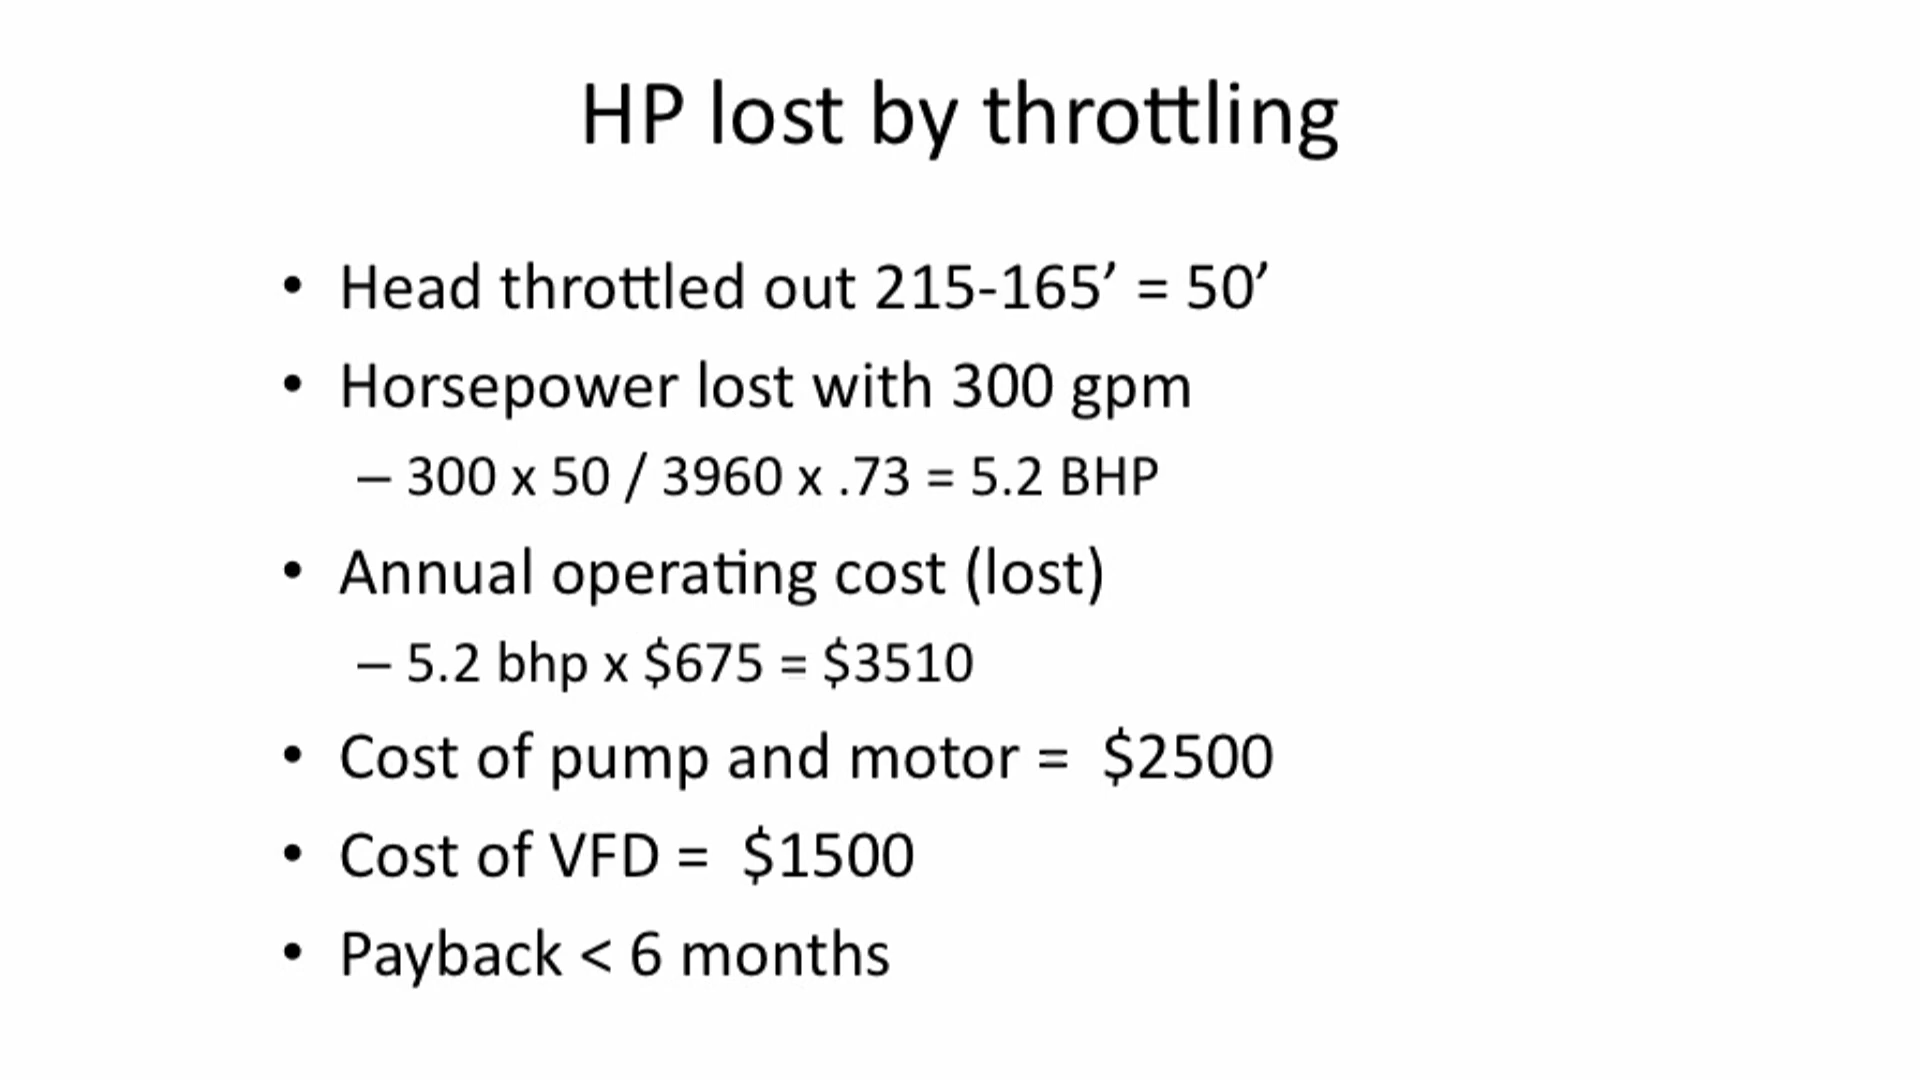 HP lost by throttling
• Head throttled out 215-165’ = 50’
• Horsepower lost with 300 gpm
– 300 x 50 / 3960 x .73 = 5.2 BHP
• Annual operating cost (lost)
– 5.2 bhp x $675 = $3510
• Cost of pump and motor =  $2500
• Cost of VFD =  $1500
• Payback < 6 months